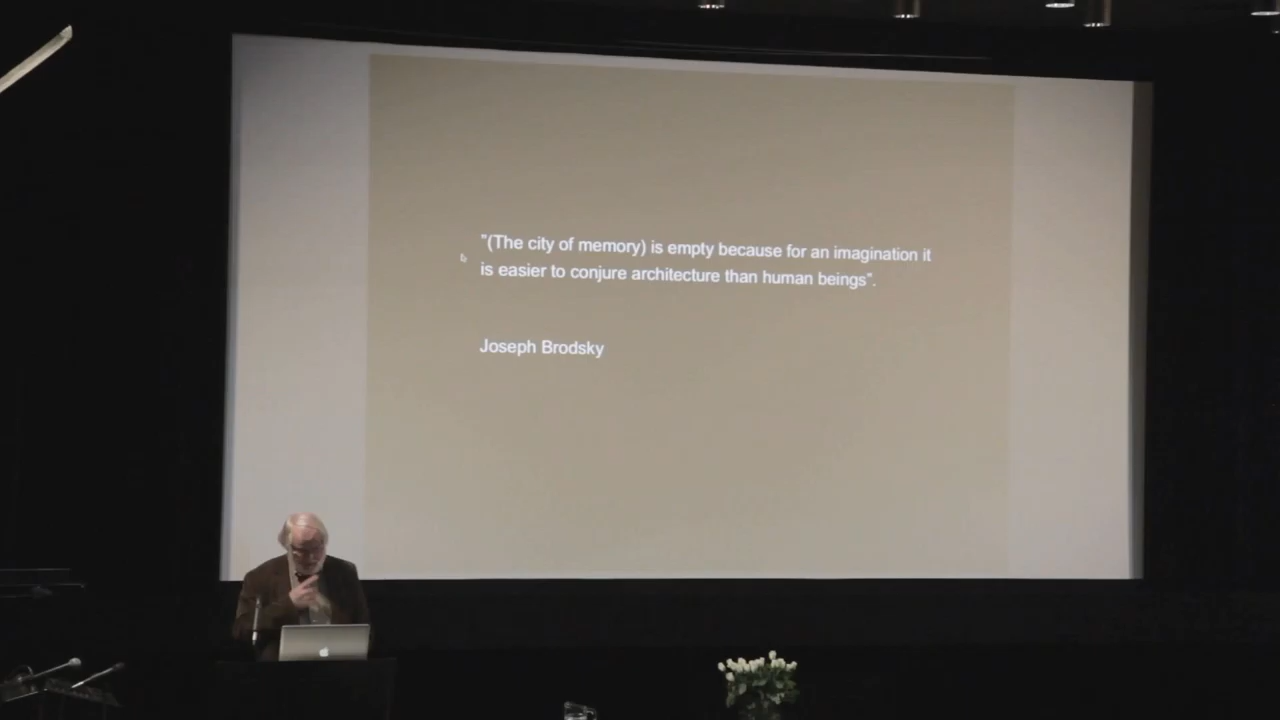 "(The city of memory) is empty because for an imagination it
is easier to conjure architecture than human beings".
Joseph Brodsky